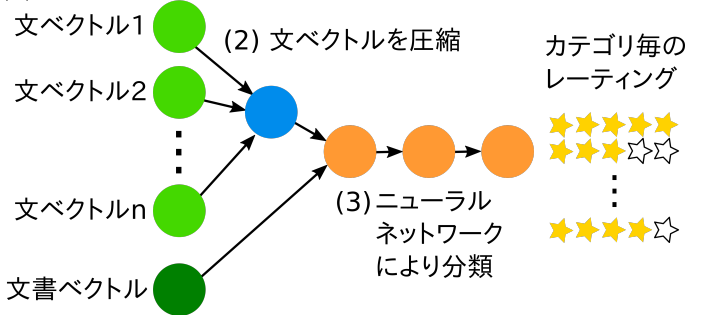 文ベクトル1
(2) 文ベクトルを圧縮
カテゴリ毎の
レーティング
文ベクトル2
文ベクトルn
(3) ニューラル
ネットワーク
により分類
文書ベクトル